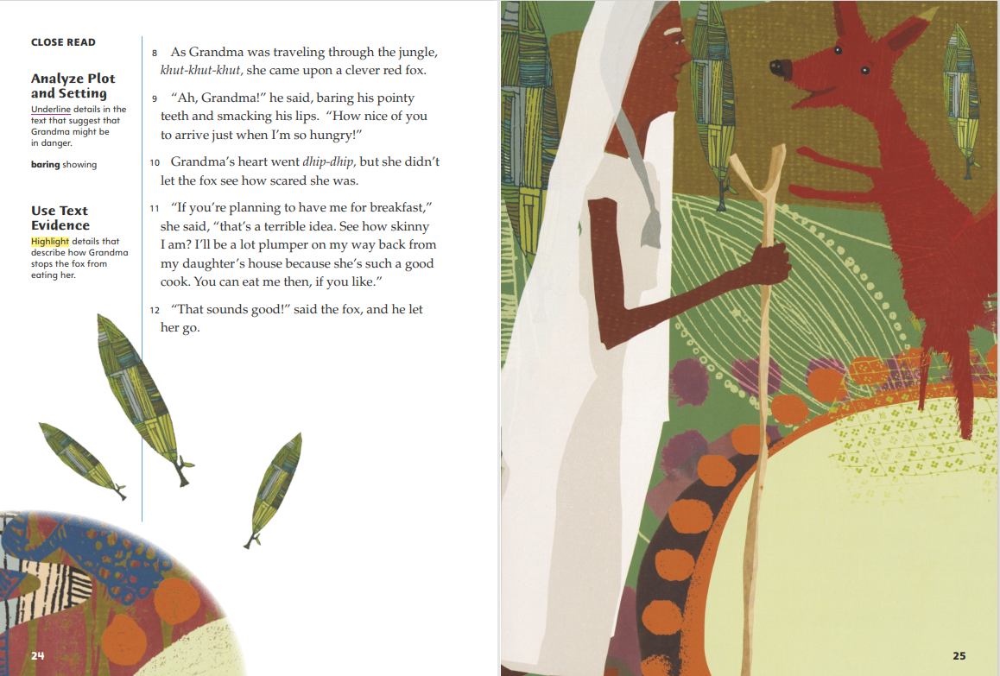 CLOSE READ
Analyze Plot
and Setting
Underline details in the
text that suggest that
Grandma might be
in danger.
baring showing
Use Text
Evidence
Highlight details that
describe how Grandma
stops the fox from
eating her.
8 As Grandma was traveling through the jungle,
khut-khut-khut, she came upon a clever red fox.
9 “Ah, Grandma!” he said, baring his pointy
teeth and smacking his lips. “How nice of you
to arrive just when I’m so hungry!”
10 Grandma’s heart went dhip-dhip, but she didn’t
let the fox see how scared she was.
11 “If you’re planning to have me for breakfast,”
she said, “that’s a terrible idea. See how skinny
I am? I’ll be a lot plumper on my way back from
my daughter’s house because she’s such a good
cook. You can eat me then, if you like.”
12 “That sounds good!” said the fox, and he let
her go.
24
25